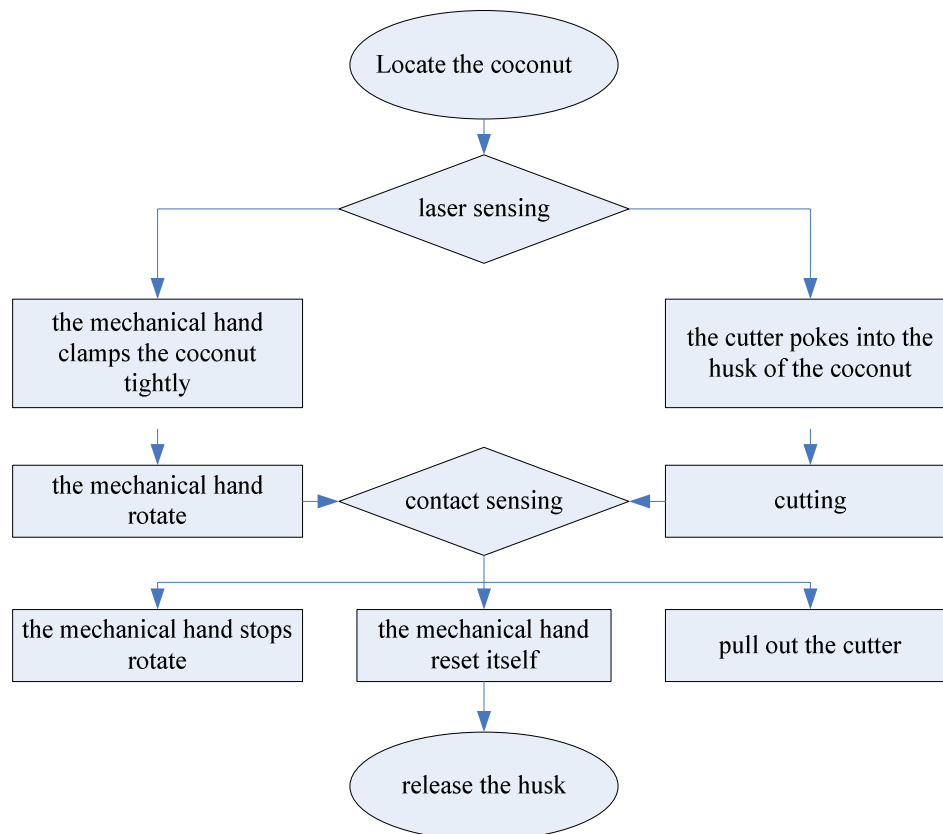 Locate the coconut
laser sensing
the mechanical hand
clamps the coconut
tightly
the cutter pokes into the
husk of the coconut
the mechanical hand
rotate
contact sensing
cutting
the mechanical hand stops
rotate
the mechanical hand
reset itself
pull out the cutter
release the husk